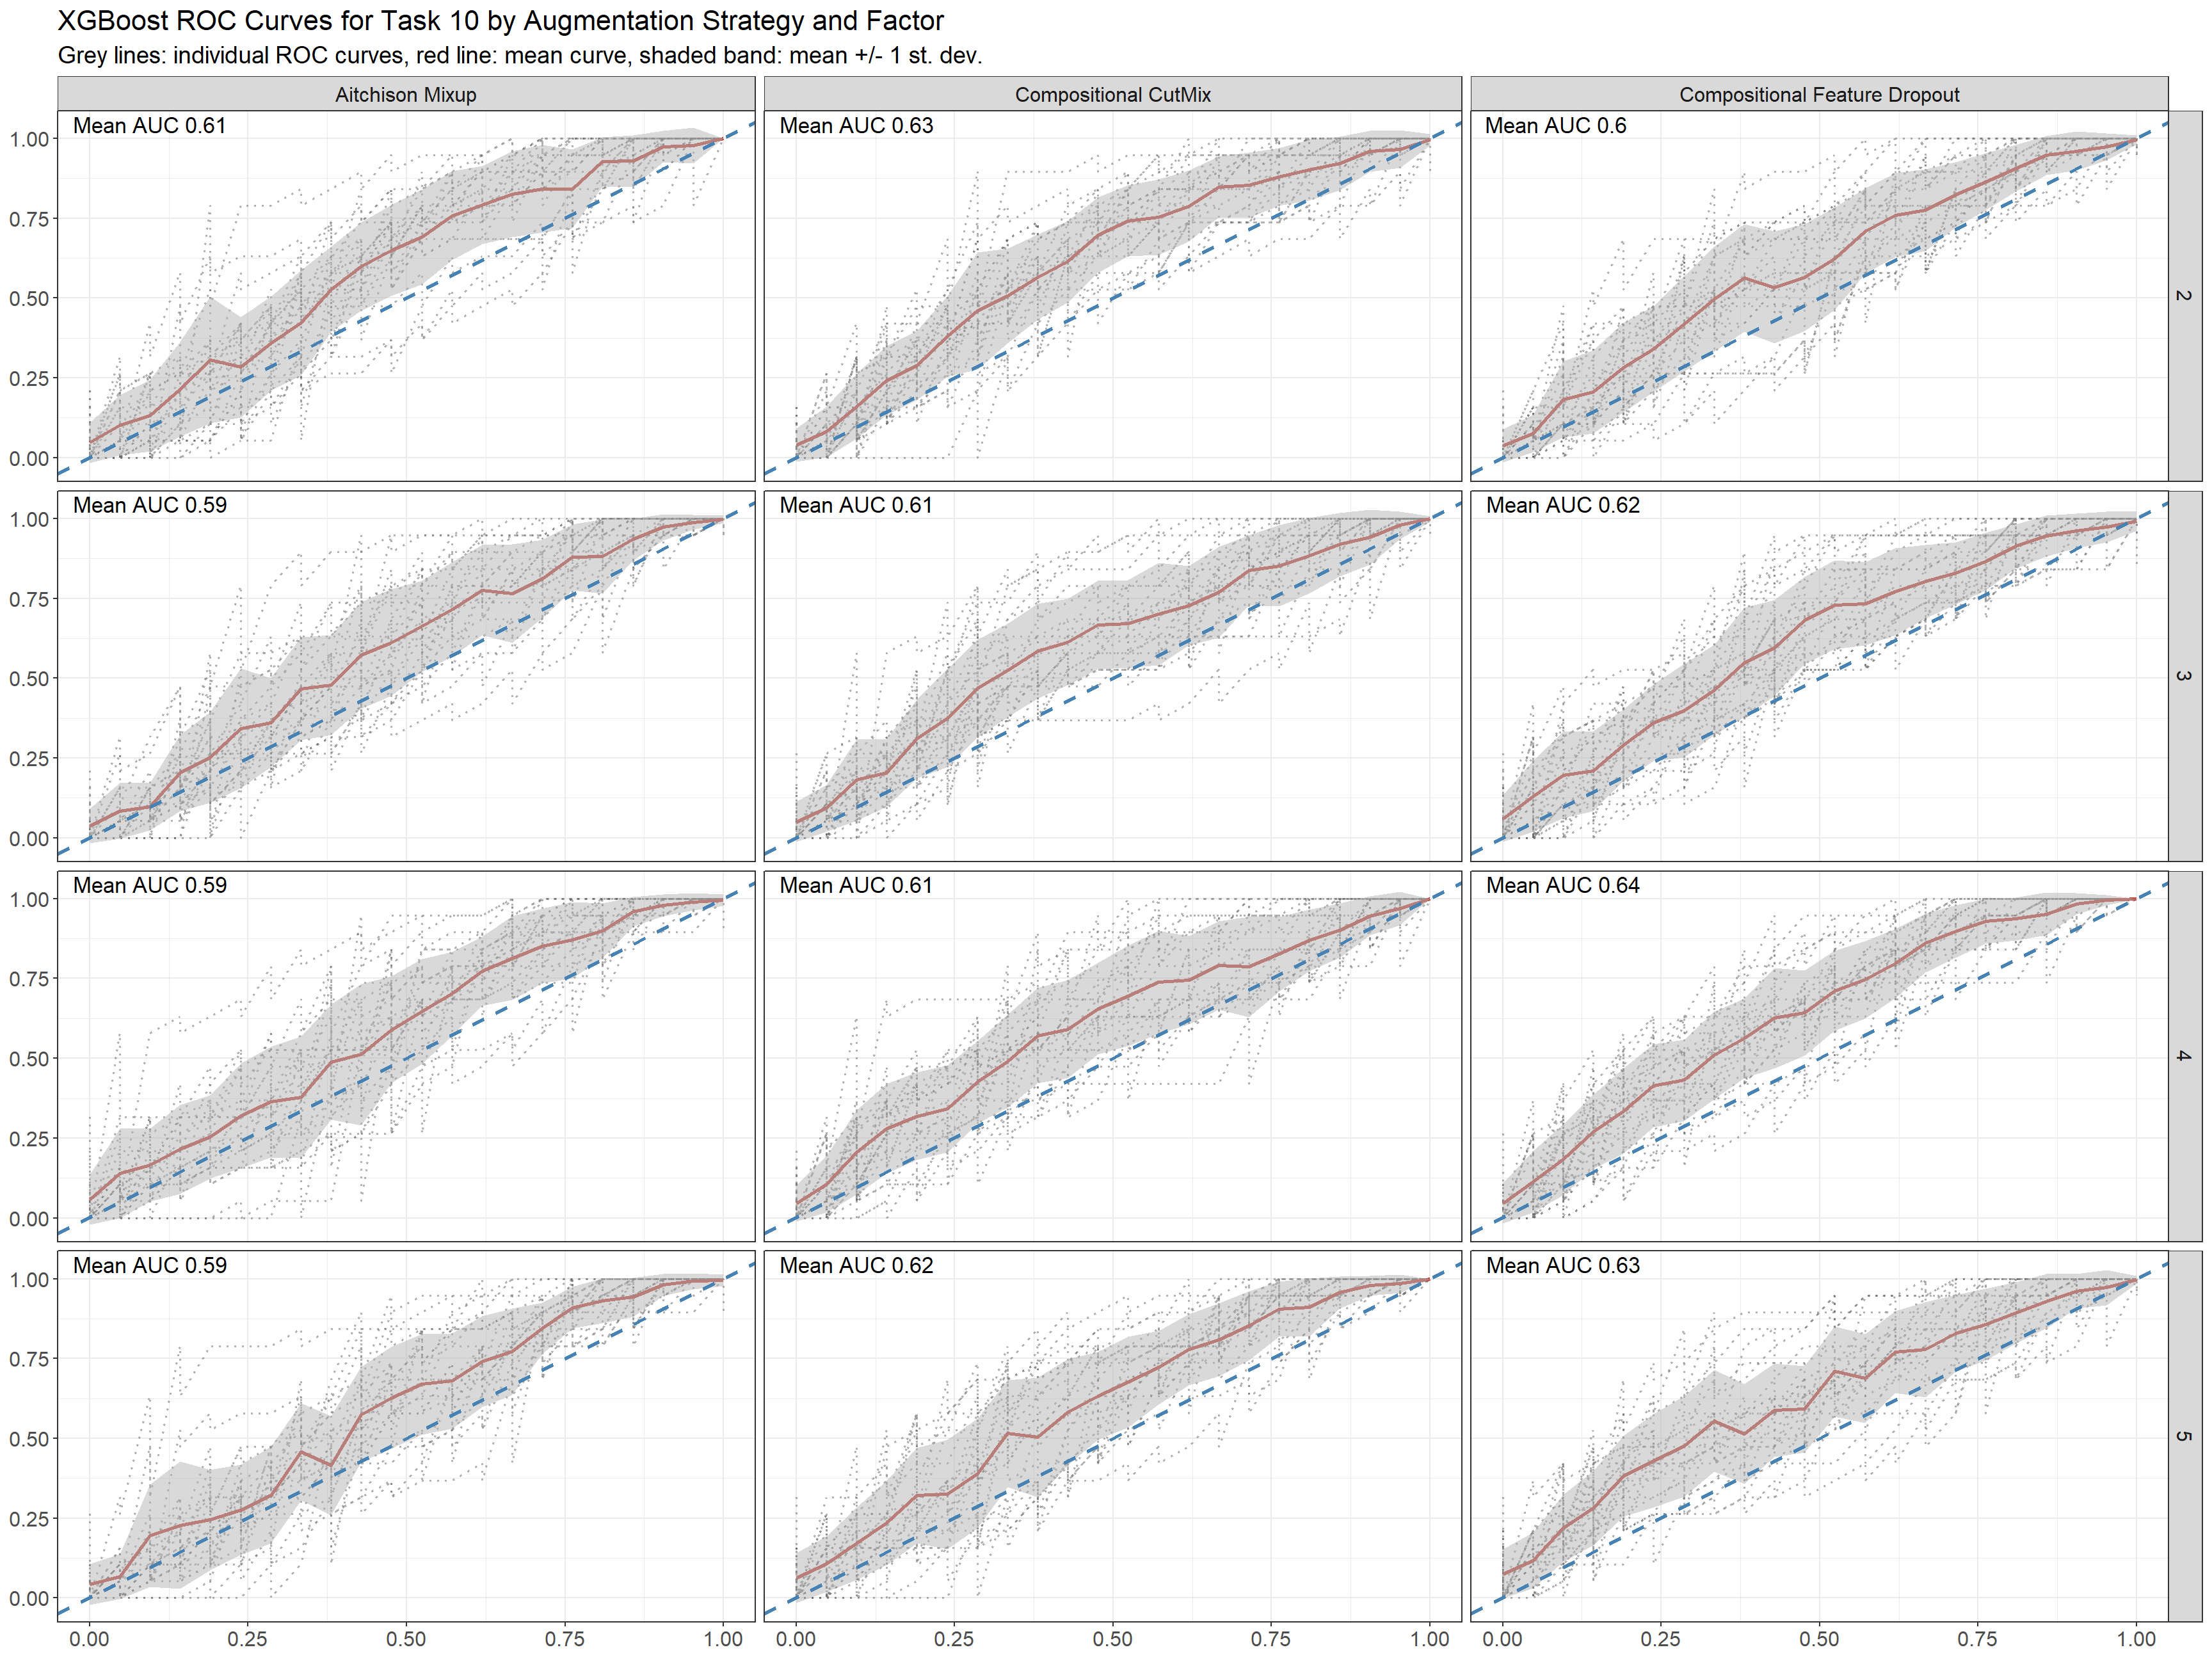 XGBoost ROC Curves for Task 10 by Augmentation Strategy and Factor
Grey lines: individual ROC curves, red line: mean curve, shaded band: mean +/- 1 st. dev.
Aitchison Mixup
Compositional CutMix
Compositional Feature Dropout
Mean AUC 0.61
Mean AUC 0.63
Mean AUC 0.6
1.00
0.75
0.50
0.25
0.00
2
Mean AUC 0.59
Mean AUC 0.61
Mean AUC 0.62
1.00
0.75
0.50
0.25
0.00
3
Mean AUC 0.59
Mean AUC 0.61
Mean AUC 0.64
1.00
0.75
0.50
0.25
0.00
4
Mean AUC 0.59
Mean AUC 0.62
Mean AUC 0.63
1.00
0.75
0.50
0.25
0.00
5
0.00 0.25 0.50 0.75 1.00
0.00 0.25 0.50 0.75 1.00
0.00 0.25 0.50 0.75 1.00